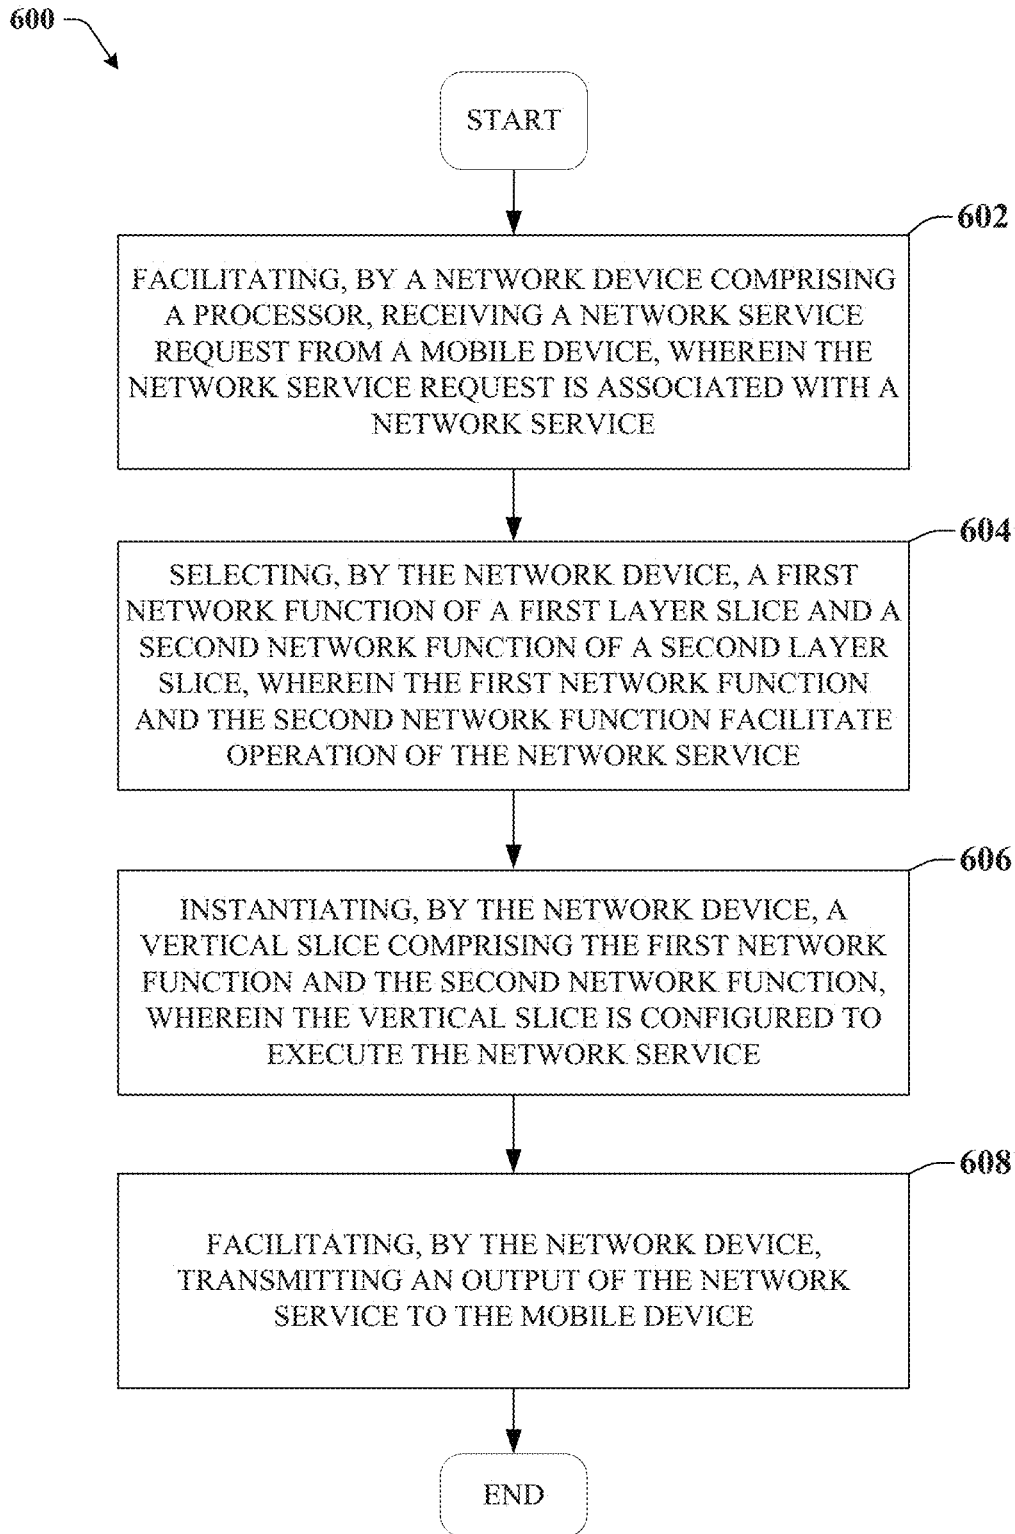 600
START
602
FACILITATING, BY A NETWORK DEVICE COMPRISING
A PROCESSOR, RECEIVING A NETWORK SERVICE
REQUEST FROM A MOBILE DEVICE, WHEREIN THE
NETWORK SERVICE REQUEST IS ASSOCIATED WITH A
NETWORK SERVICE
604
SELECTING, BY THE NETWORK DEVICE, A FIRST
NETWORK FUNCTION OF A FIRST LAYER SLICE AND A
SECOND NETWORK FUNCTION OF A SECOND LAYER
SLICE, WHEREIN THE FIRST NETWORK FUNCTION
AND THE SECOND NETWORK FUNCTION FACILITATE
OPERATION OF THE NETWORK SERVICE
606
INSTANTIATING, BY THE NETWORK DEVICE, A
VERTICAL SLICE COMPRISING THE FIRST NETWORK
FUNCTION AND THE SECOND NETWORK FUNCTION,
WHEREIN THE VERTICAL SLICE IS CONFIGURED TO
EXECUTE THE NETWORK SERVICE
608
FACILITATING, BY THE NETWORK DEVICE,
TRANSMITTING AN OUTPUT OF THE NETWORK
SERVICE TO THE MOBILE DEVICE
END